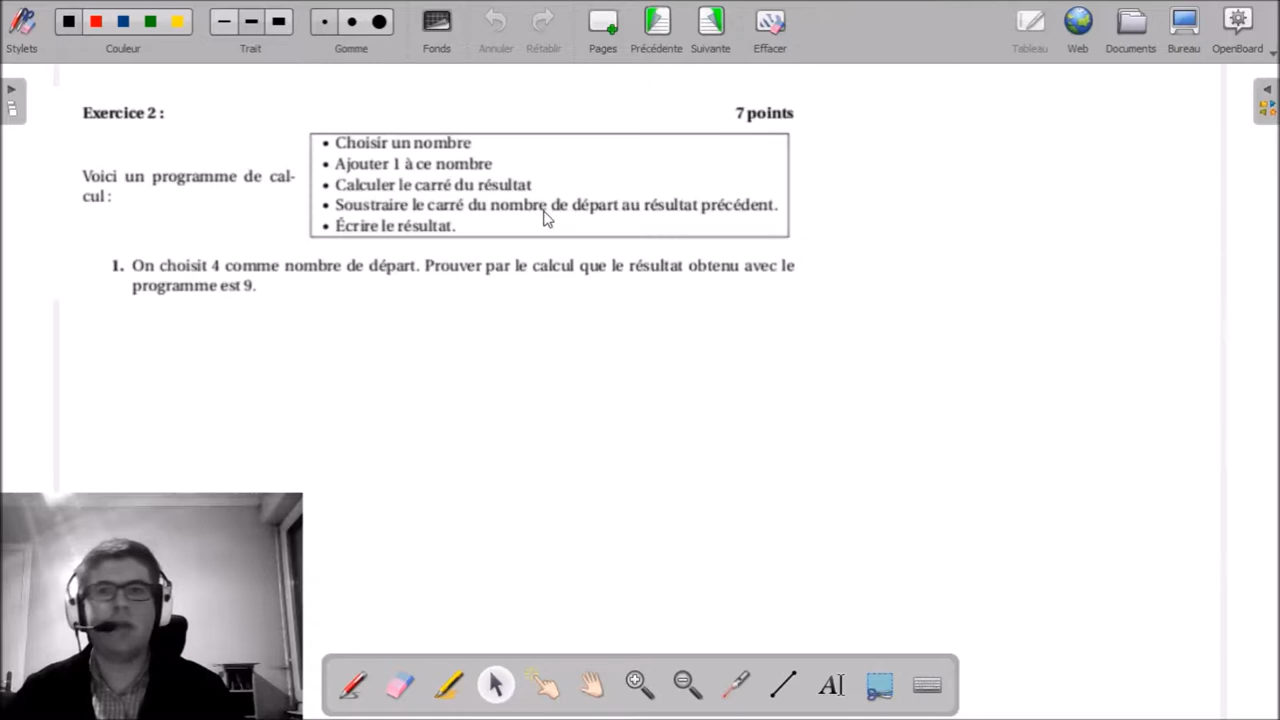 Stylets
Couleur
Trait
Gomme
Fonds
Annuler
Rétablir
Pages
Précédente
Suivante
Effacer
Tableau
Web
Documents
Bureau
OpenBoard
Exercice 2 :
7 points
Voici un programme de cal-
cul :
• Choisir un nombre
• Ajouter 1 à ce nombre
• Calculer le carré du résultat
• Soustraire le carré du nombre de départ au résultat précédent.
• Écrire le résultat.
1. On choisit 4 comme nombre de départ. Prouver par le calcul que le résultat obtenu avec le
programme est 9.
AI